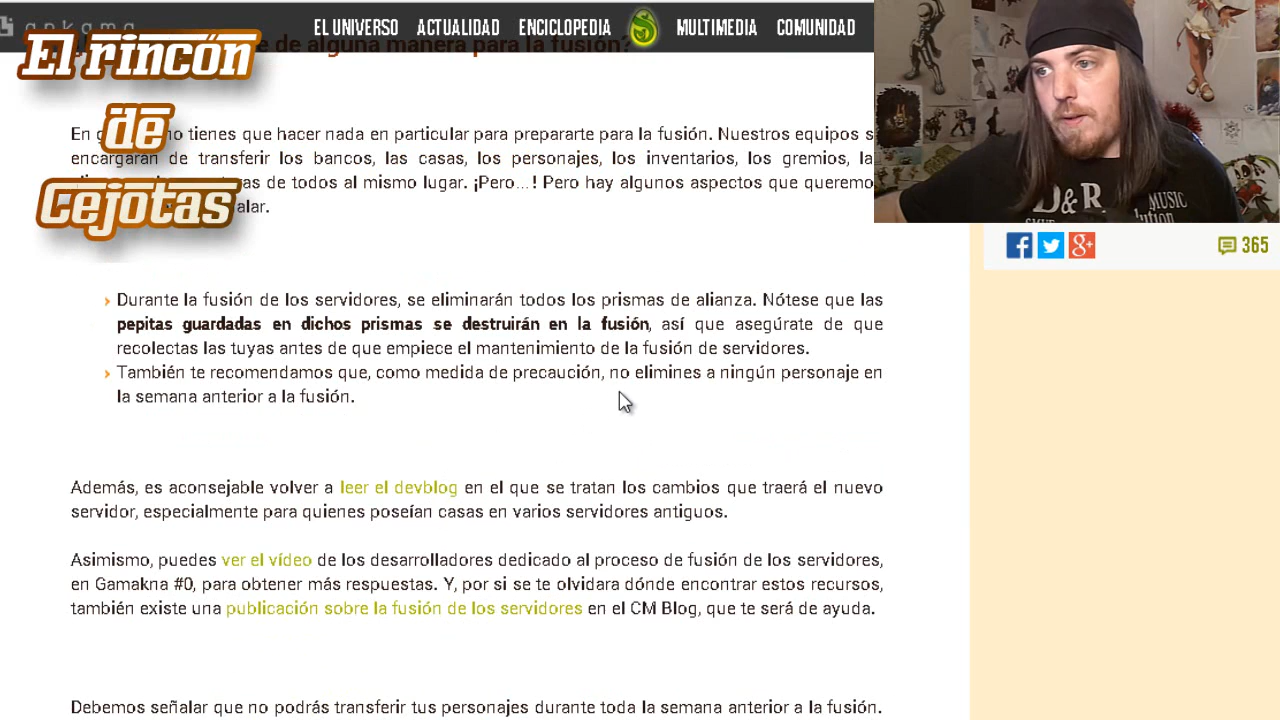 ankama
EL UNIVERSO ACTUALIDAD ENCICLOPEDIA MULTIMEDIA COMUNIDAD
El rincón
de
Cejotas
de alguna manera para la fusión?
En no tienes que hacer nada en particular para prepararte para la fusión. Nuestros equipos
encargarán de transferir los bancos, las casas, los personajes, los inventarios, los gremios,
de todos al mismo lugar. ¡Pero...! Pero hay algunos aspectos que
D&R
MUSIC
365
› Durante la fusión de los servidores, se eliminarán todos los prismas de alianza. Nótese que las
pepitas guardadas en dichos prismas se destruirán en la fusión, así que asegúrate de que
recolectas las tuyas antes de que empiece el mantenimiento de la fusión de servidores.
› También te recomendamos que, como medida de precaución, no elimines a ningún personaje en
la semana anterior a la fusión.
Además, es aconsejable volver a leer el devblog en el que se tratan los cambios que traerá el nuevo
servidor, especialmente para quienes poseían casas en varios servidores antiguos.
Asimismo, puedes ver el vídeo de los desarrolladores dedicado al proceso de fusión de los servidores,
en Gamakna #0, para obtener más respuestas. Y, por si se te olvidara dónde encontrar estos recursos,
también existe una publicación sobre la fusión de los servidores en el CM Blog, que te será de ayuda.
Debemos señalar que no podrás transferir tus personajes durante toda la semana anterior a la fusión.